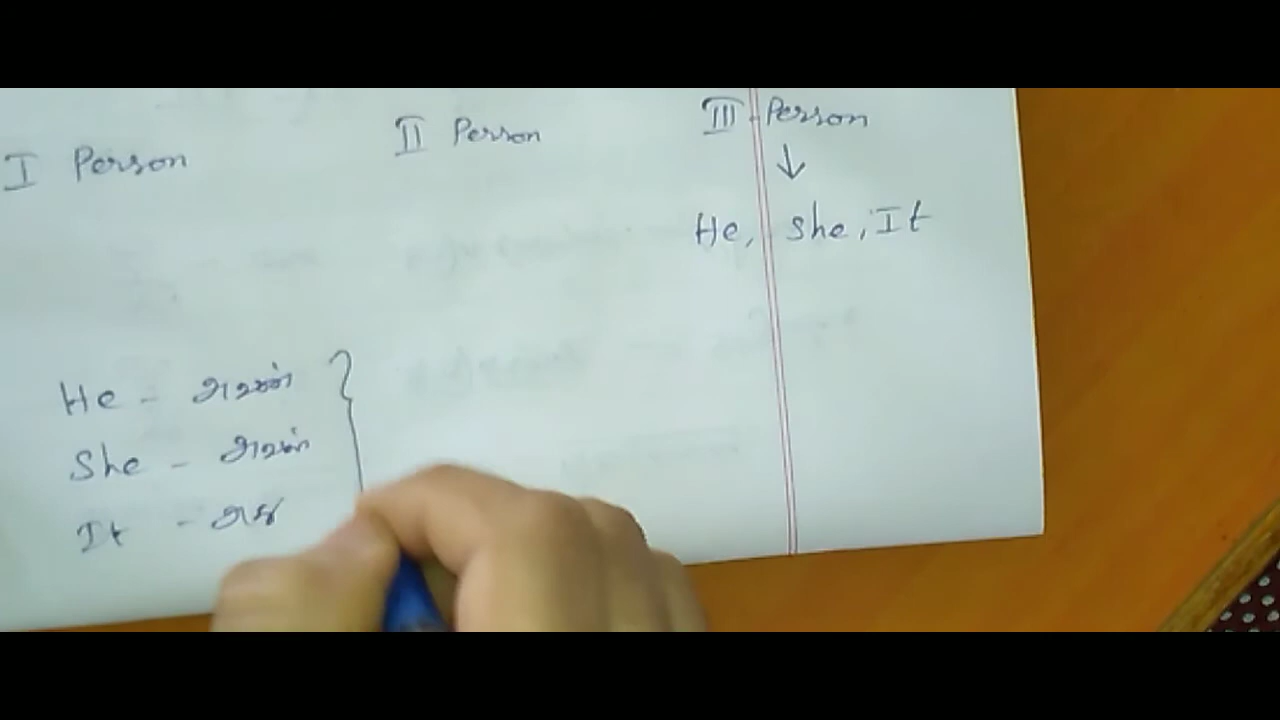 I Person II Person III Person
↓
He, She, It
He - அவன்
She - அவள்
It - அது